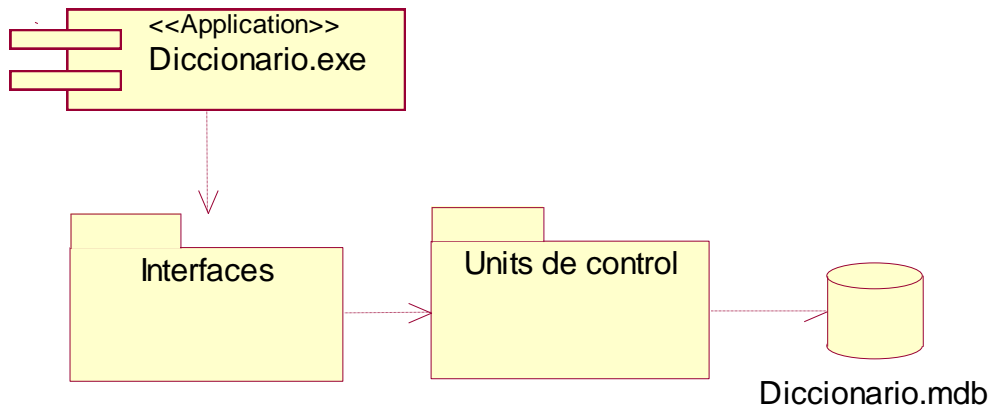 <<Application>>
Diccionario.exe
Interfaces
Units de control
Diccionario.mdb